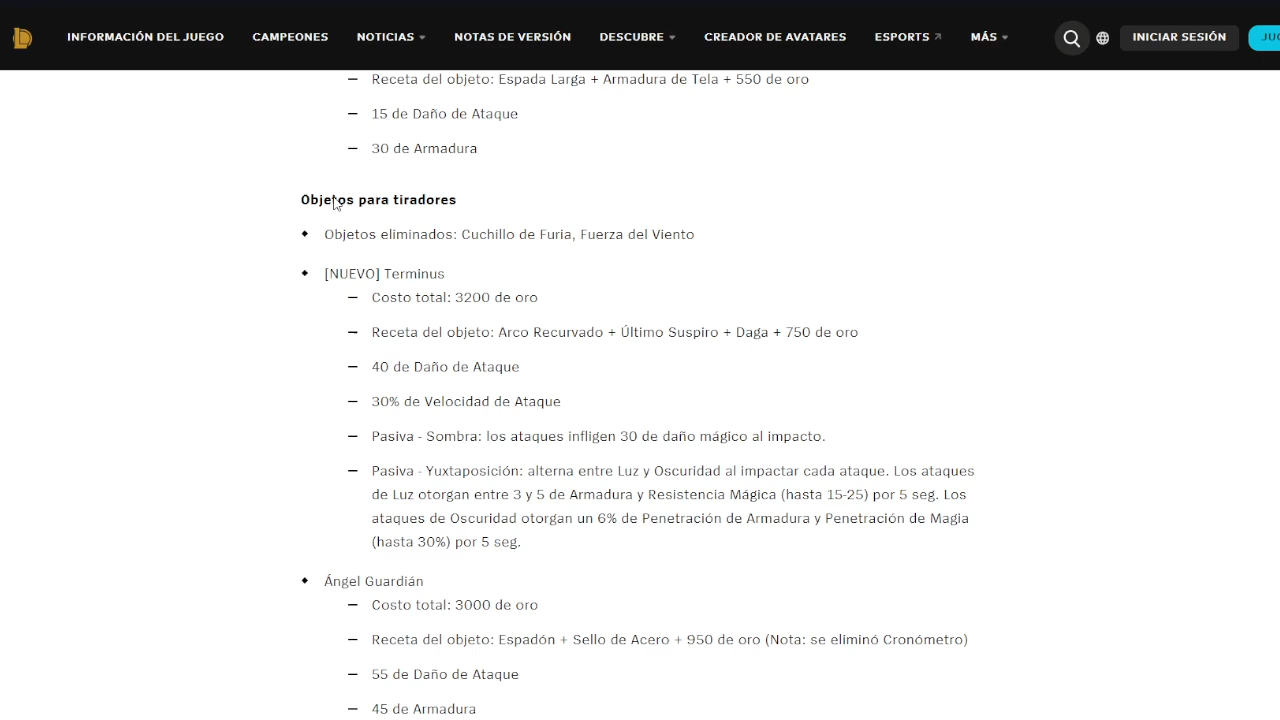 INFORMACIÓN DEL JUEGO CAMPEONES NOTICIAS NOTAS DE VERSIÓN DESCUBRE CREADOR DE AVATARES ESPORTS MÁS INICIAR SESIÓN
— Receta del objeto: Espada Larga + Armadura de Tela + 550 de oro
— 15 de Daño de Ataque
— 30 de Armadura
Objetos para tiradores
Objetos eliminados: Cuchillo de Furia, Fuerza del Viento
[NUEVO] Terminus
— Costo total: 3200 de oro
— Receta del objeto: Arco Recurvado + Último Suspiro + Daga + 750 de oro
— 40 de Daño de Ataque
— 30% de Velocidad de Ataque
— Pasiva - Sombra: los ataques infligen 30 de daño mágico al impacto.
— Pasiva - Yuxtaposición: alterna entre Luz y Oscuridad al impactar cada ataque. Los ataques
de Luz otorgan entre 3 y 5 de Armadura y Resistencia Mágica (hasta 15-25) por 5 seg. Los
ataques de Oscuridad otorgan un 6% de Penetración de Armadura y Penetración de Magia
(hasta 30%) por 5 seg.
Ángel Guardián
— Costo total: 3000 de oro
— Receta del objeto: Espadón + Sello de Acero + 950 de oro (Nota: se eliminó Cronómetro)
— 55 de Daño de Ataque
— 45 de Armadura